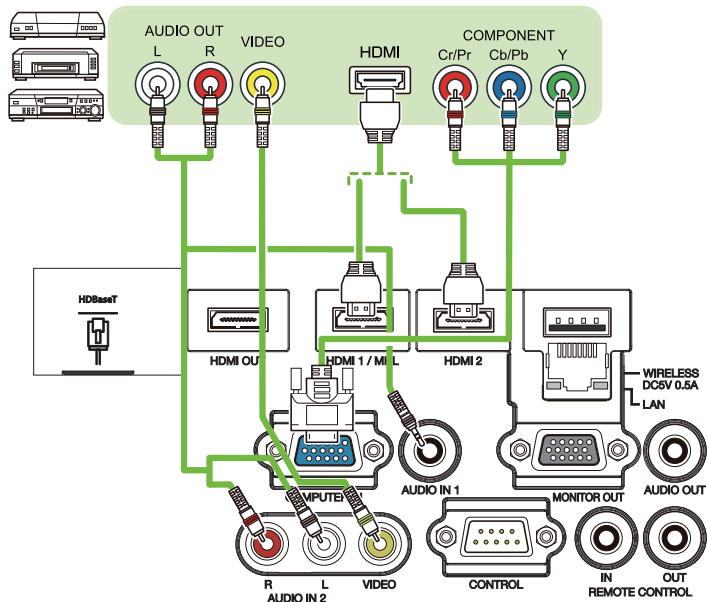 AUDIO OUT
L
R
VIDEO
HDMI
COMPONENT
Cr/Pr
Cb/Pb
Y
HDBaseT
HDMI OUT
HDMI 1 /
HDMI 2
WIRELESS
DC5V 0.5A
LAN
AUDIO IN 1
MONITOR OUT
AUDIO OUT
R
L
VIDEO
AUDIO IN 2
CONTROL
IN
OUT
REMOTE CONTROL